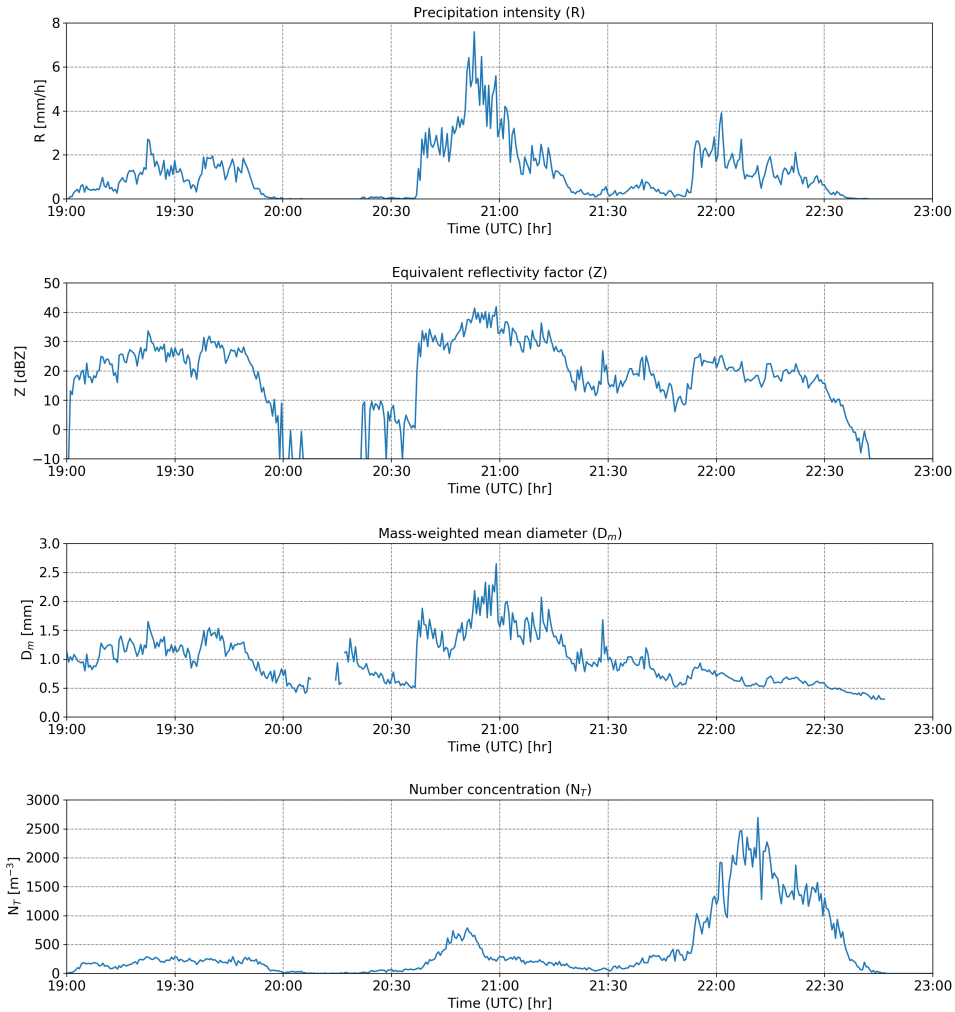 Precipitation intensity (R)
R [mm/h]
8
6
4
2
0
19:00 19:30 20:00 20:30 21:00 21:30 22:00 22:30 23:00
Time (UTC) [hr]
Equivalent reflectivity factor (Z)
Z [dBZ]
50
40
30
20
10
0
−10
19:00 19:30 20:00 20:30 21:00 21:30 22:00 22:30 23:00
Time (UTC) [hr]
Mass-weighted mean diameter (Dₘ)
Dₘ [mm]
3.0
2.5
2.0
1.5
1.0
0.5
0.0
19:00 19:30 20:00 20:30 21:00 21:30 22:00 22:30 23:00
Time (UTC) [hr]
Number concentration (N_T)
N_T [m⁻³]
3000
2500
2000
1500
1000
500
0
19:00 19:30 20:00 20:30 21:00 21:30 22:00 22:30 23:00
Time (UTC) [hr]